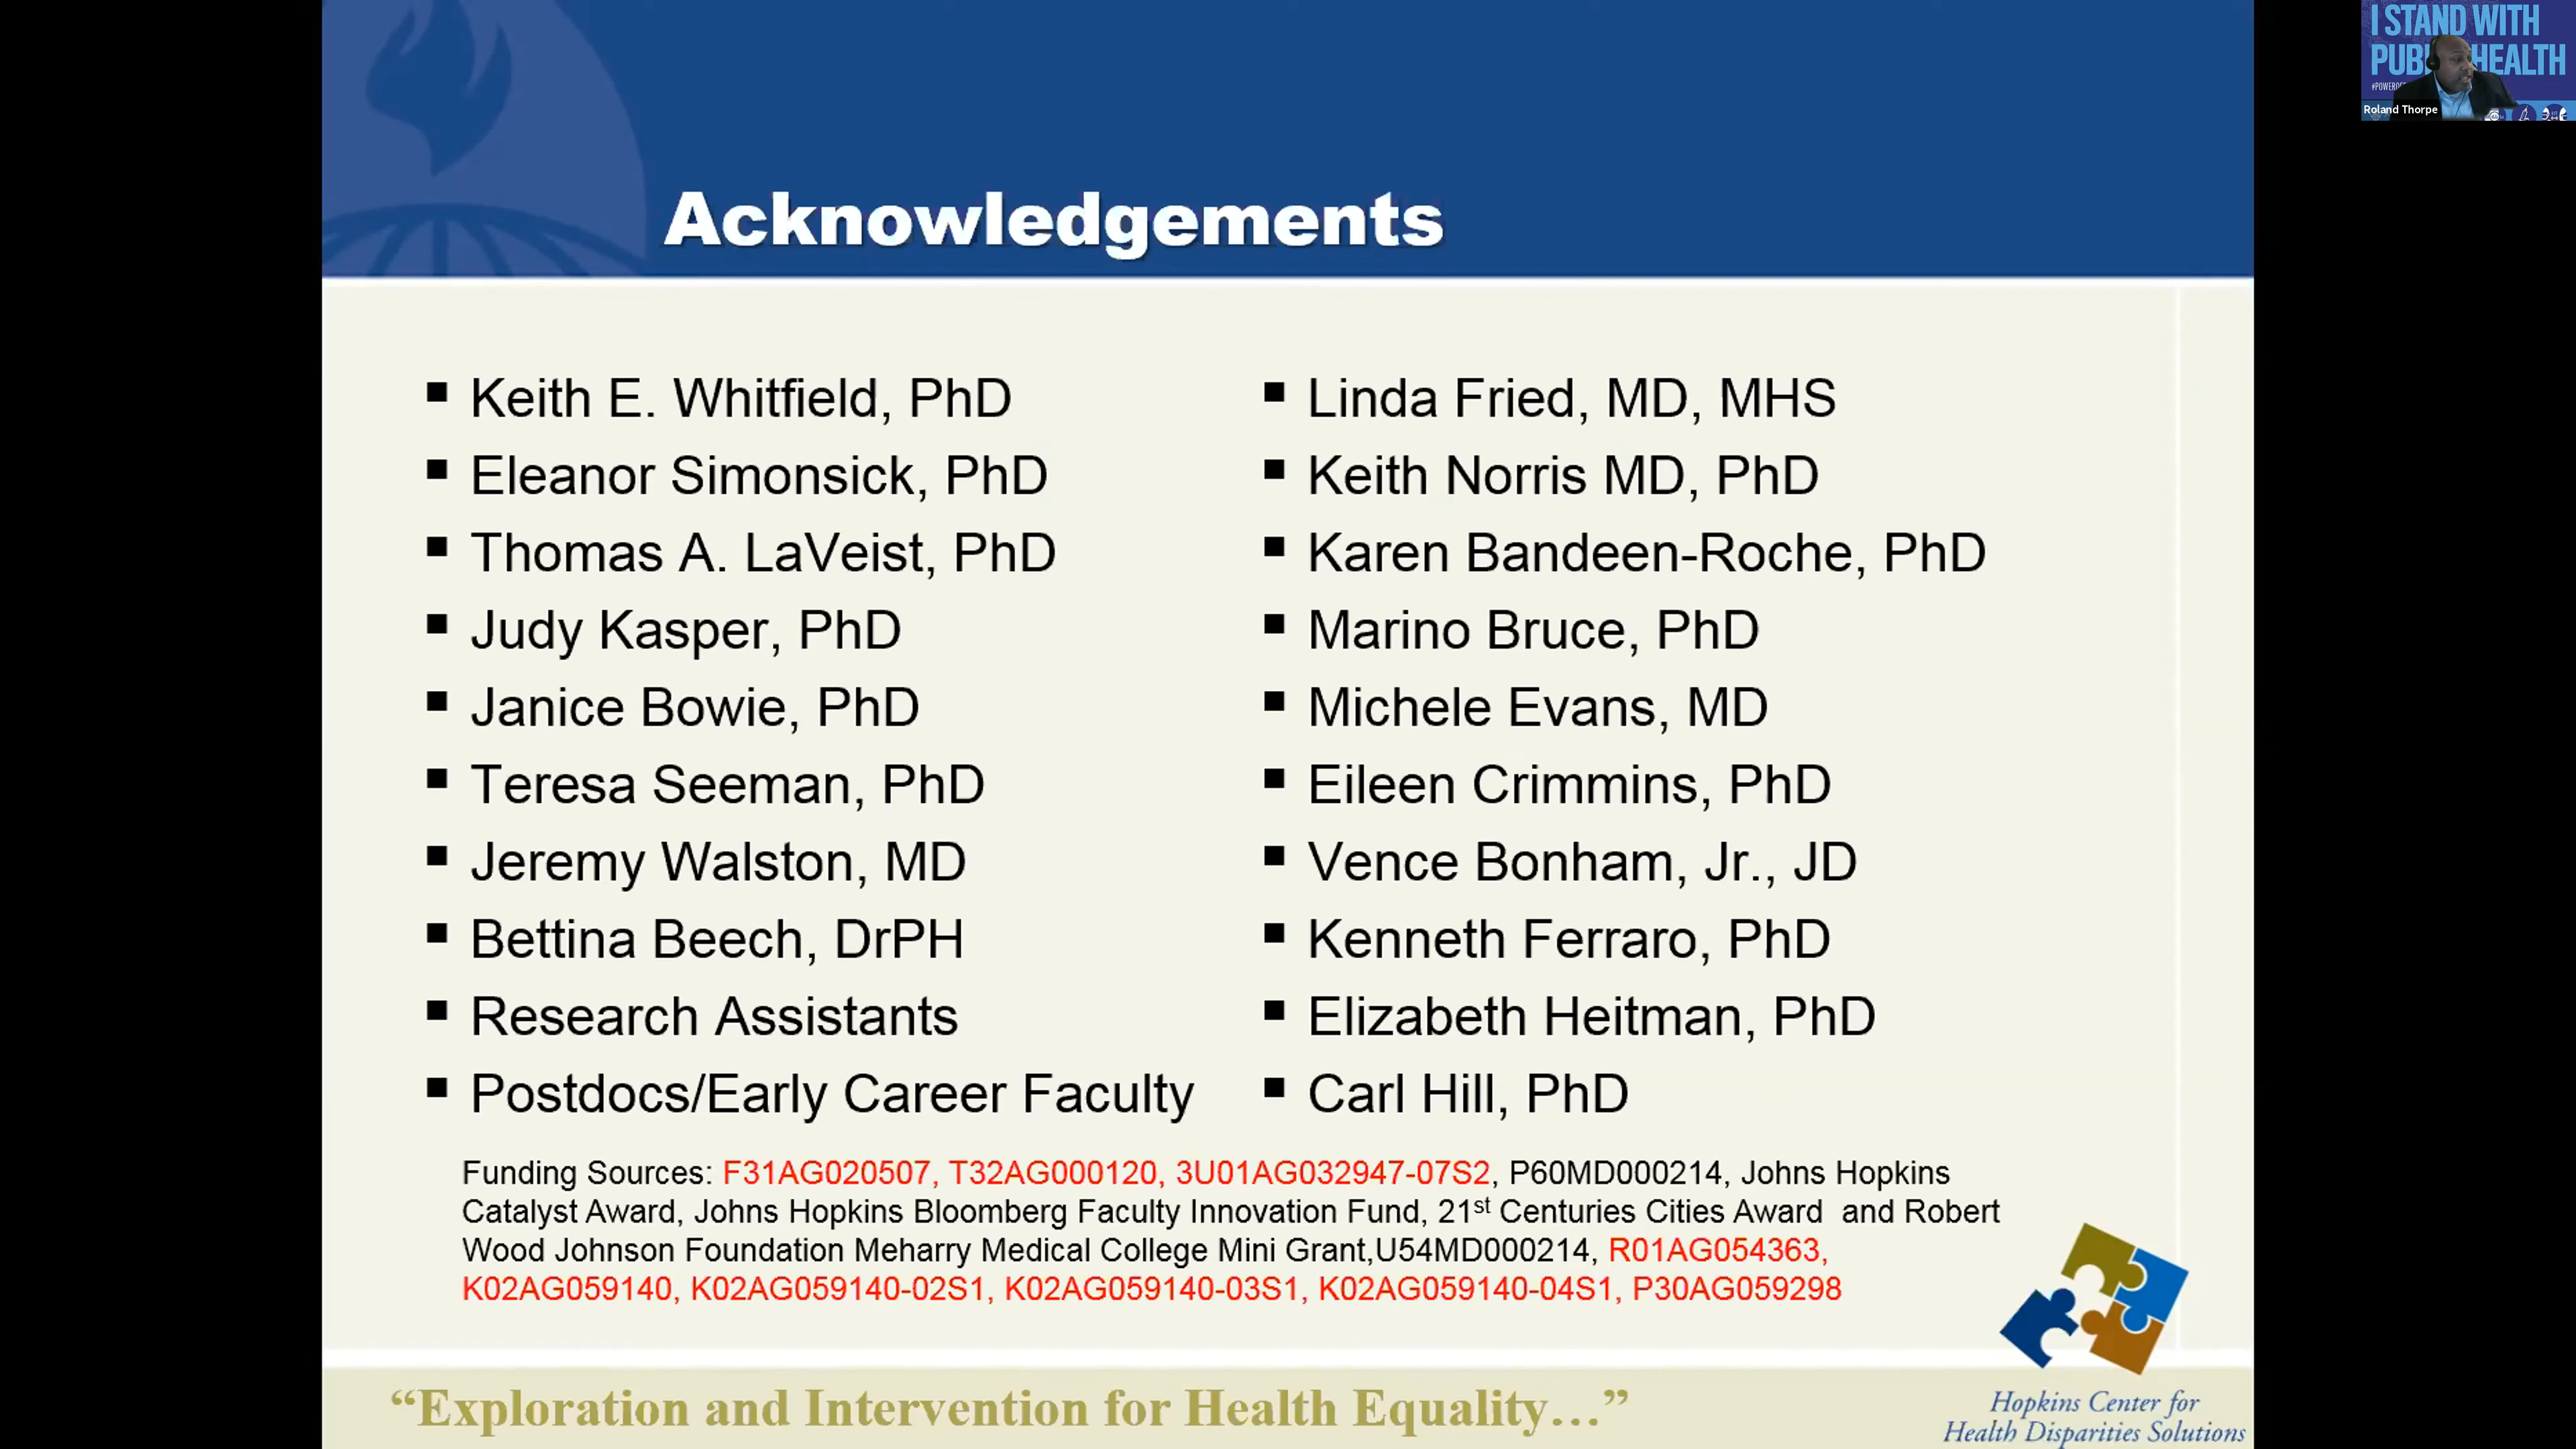 Acknowledgements
▪ Keith E. Whitfield, PhD
▪ Eleanor Simonsick, PhD
▪ Thomas A. LaVeist, PhD
▪ Judy Kasper, PhD
▪ Janice Bowie, PhD
▪ Teresa Seeman, PhD
▪ Jeremy Walston, MD
▪ Bettina Beech, DrPH
▪ Research Assistants
▪ Postdocs/Early Career Faculty
▪ Linda Fried, MD, MHS
▪ Keith Norris MD, PhD
▪ Karen Bandeen-Roche, PhD
▪ Marino Bruce, PhD
▪ Michele Evans, MD
▪ Eileen Crimmins, PhD
▪ Vence Bonham, Jr., JD
▪ Kenneth Ferraro, PhD
▪ Elizabeth Heitman, PhD
▪ Carl Hill, PhD
Funding Sources: F31AG020507, T32AG000120, 3U01AG032947-07S2, P60MD000214, Johns Hopkins
Catalyst Award, Johns Hopkins Bloomberg Faculty Innovation Fund, 21st Centuries Cities Award and Robert
Wood Johnson Foundation Meharry Medical College Mini Grant,U54MD000214, R01AG054363,
K02AG059140, K02AG059140-02S1, K02AG059140-03S1, K02AG059140-04S1, P30AG059298
“Exploration and Intervention for Health Equality…”
Hopkins Center for
Health Disparities Solutions
I STAND WITH
HEALTH
Roland Thorpe